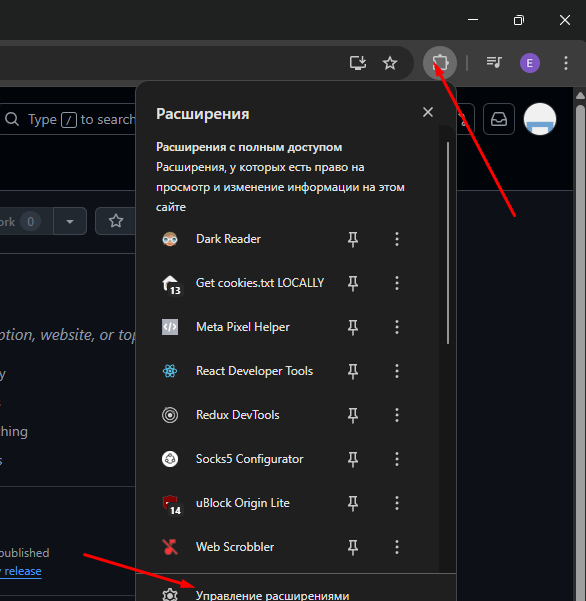 E
Type / to search
Расширения
Расширения с полным доступом
Расширения, у которых есть право на
просмотр и изменение информации на этом
сайте
ork 0
Dark Reader
Get cookies.txt LOCALLY
13
Meta Pixel Helper
ption, website, or top
React Developer Tools
y
Redux DevTools
hing
Socks5 Configurator
s
uBlock Origin Lite
14
Web Scrobbler
published
release
Управление расширениями